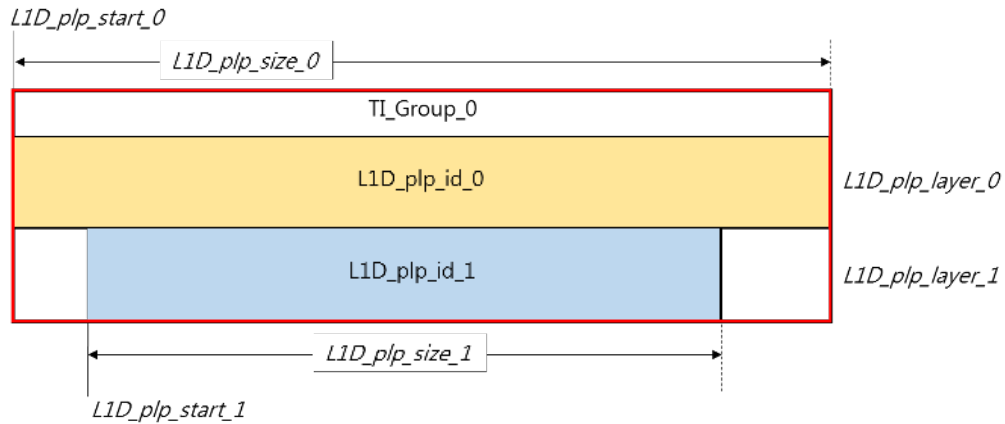 L1D_plp_start_0
L1D_plp_size_0
TI_Group_0
L1D_plp_id_0
L1D_plp_layer_0
L1D_plp_id_1
L1D_plp_layer_1
L1D_plp_size_1
L1D_plp_start_1